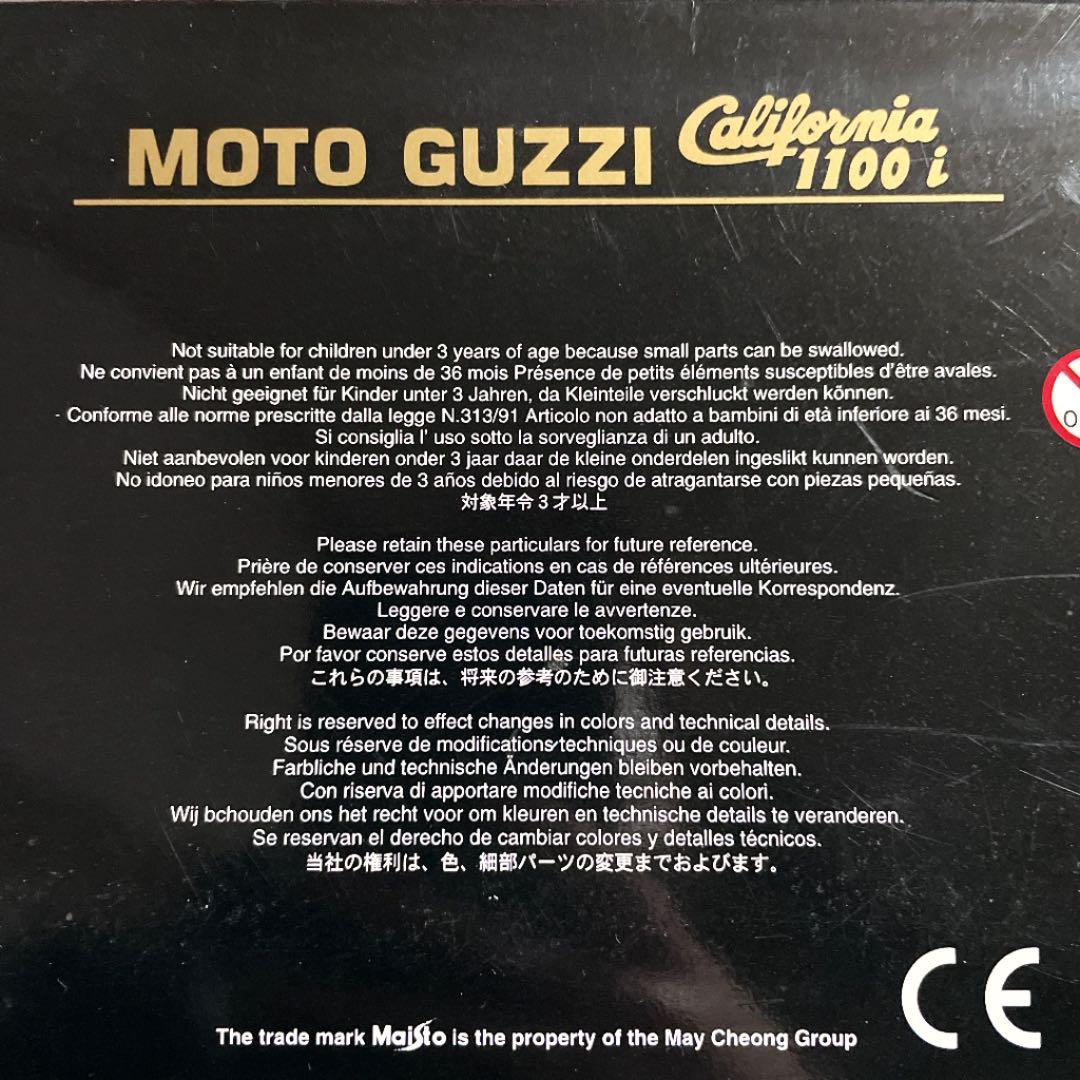 MOTO GUZZI California 1100 i
Not suitable for children under 3 years of age because small parts can be swallowed.
Ne convient pas à un enfant de moins de 36 mois Présence de petits éléments susceptibles d'être avales.
Nicht geeignet für Kinder unter 3 Jahren, da Kleinteile verschluckt werden kõnnen.
- Conforme alle norme prescritte dalla legge N.313/91 Articolo non adatto a bambini di età inferiore ai 36 mesi.
Si consiglia l' uso sotto la sorveglianza di un adulto.
Niet aanbevolen voor kinderen onder 3 jaar daar de kleine onderdelen ingeslikt kunnen worden.
No idoneo para niños menores de 3 años debido al riesgo de atragantarse con piezas pequeñas.
対象年令3才以上
Please retain these particulars for future reference.
Prière de conserver ces indications en cas de références ultérieures.
Wir empfehlen die Aufbewahrung dieser Daten für eine eventuelle Korrespondenz.
Leggere e conservare le avvertenze.
Bewaar deze gegevens voor toekomstig gebruik.
Por favor conserve estos detalles para futuras referencias.
これらの事項は、将来の参考のために御注意ください。
Right is reserved to effect changes in colors and technical details.
Sous réserve de modifications techniques ou de couleur.
Farbliche und technische Änderungen bleiben vorbehalten.
Con riserva di apportare modifiche tecniche ai colori.
Wij bchouden ons het recht voor om kleuren en technische details te veranderen.
Se reservan el derecho de cambiar colores y detalles técnicos.
当社の権利は、色、細部パーツの変更までおよびます。
CE
The trade mark Maisto is the property of the May Cheong Group